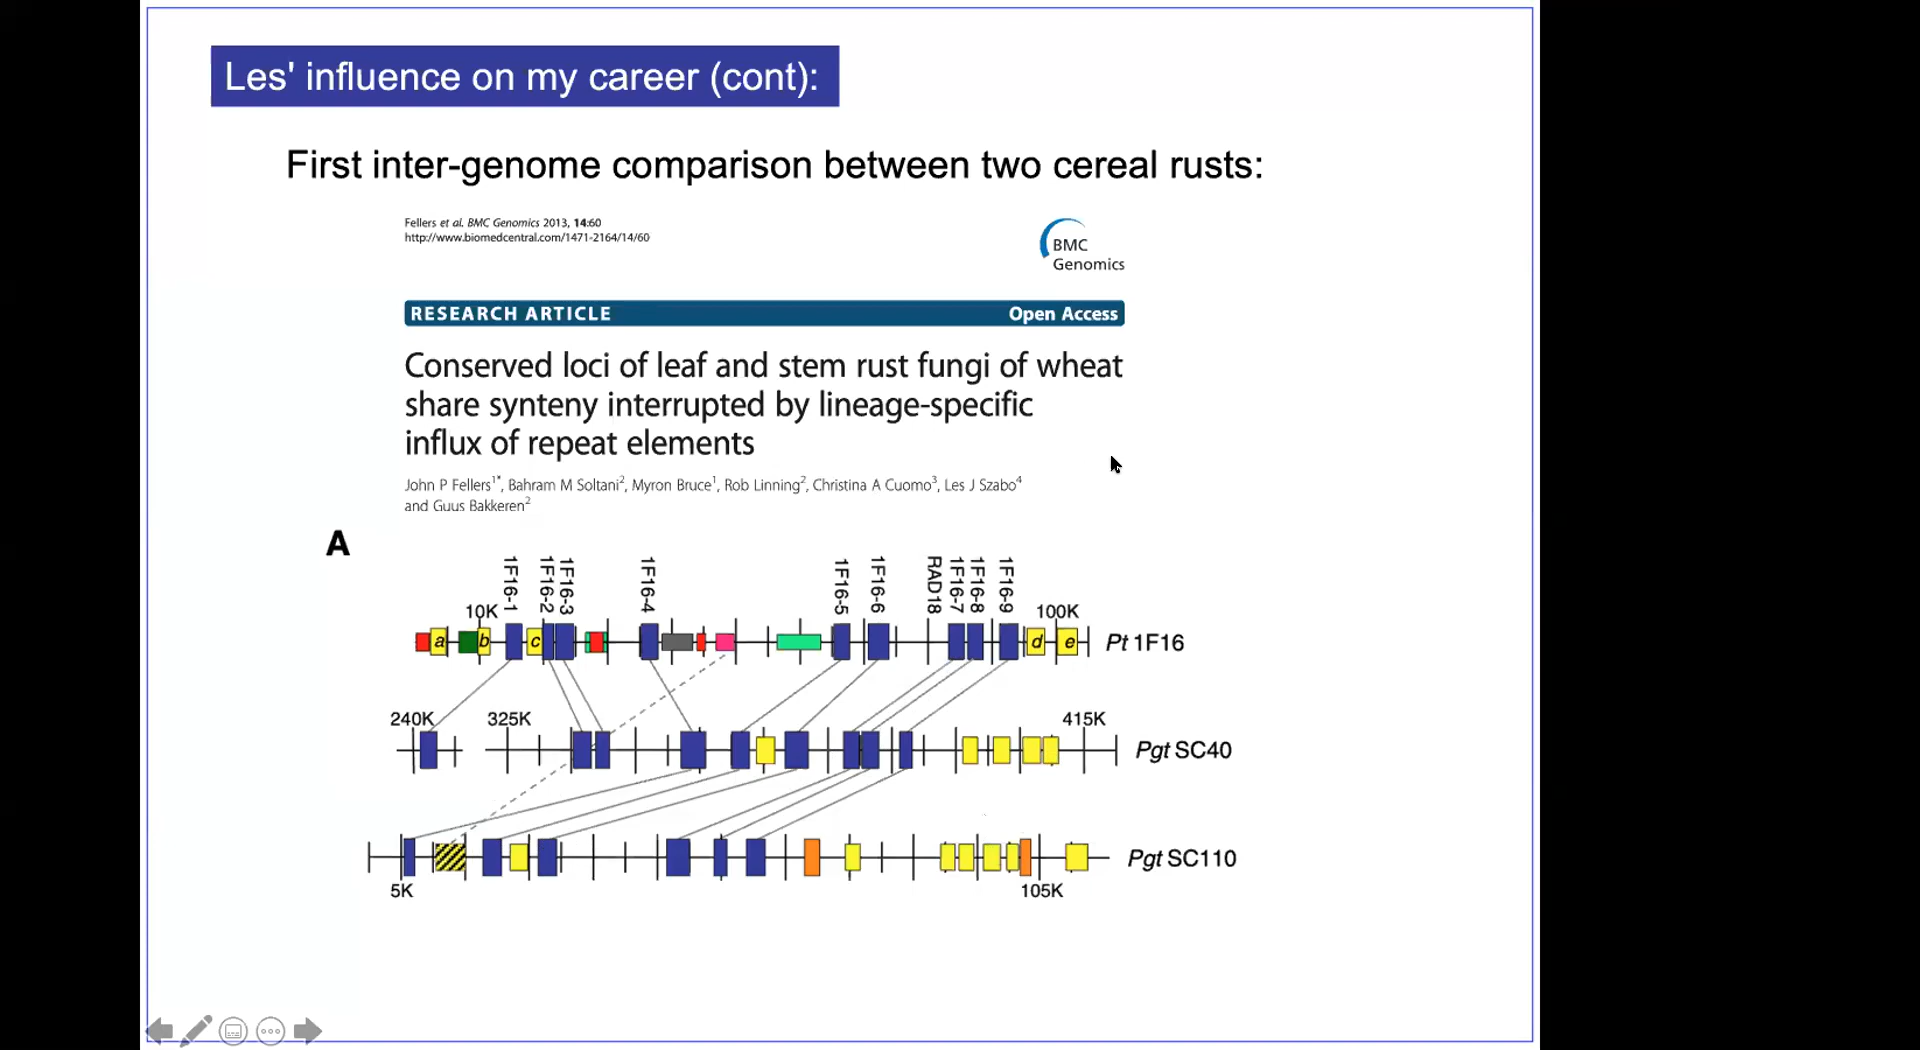 Les' influence on my career (cont):
First inter-genome comparison between two cereal rusts:
Fellers et al. BMC Genomics 2013, 14:60
http://www.biomedcentral.com/1471-2164/14/60
BMC
Genomics
RESEARCH ARTICLE Open Access
Conserved loci of leaf and stem rust fungi of wheat
share synteny interrupted by lineage-specific
influx of repeat elements
John P Fellers1*, Bahram M Soltani2, Myron Bruce1, Rob Linning2, Christina A Cuomo3, Les J Szabo4
and Guus Bakkeren2
A
1F16-1 1F16-2 1F16-3 1F16-4 1F16-5 1F16-6 RAD18 1F16-7 1F16-8 1F16-9
10K 100K
a b c d e Pt 1F16
240K 325K 415K
Pgt SC40
Pgt SC110
5K 105K